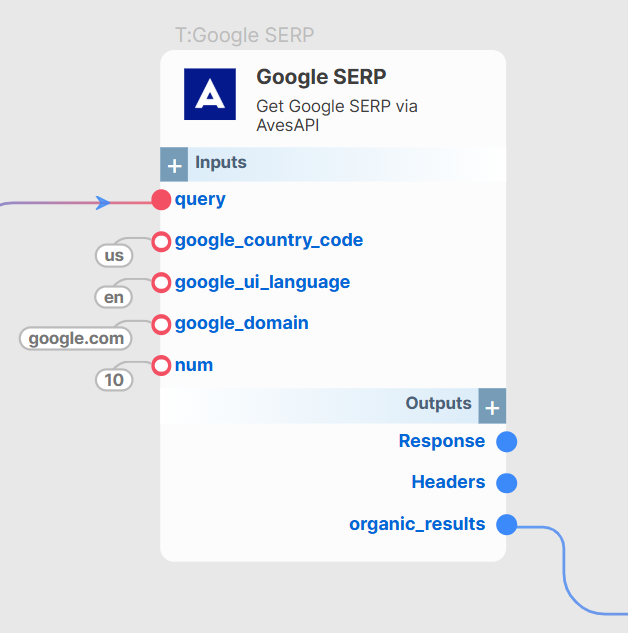 T:Google SERP
Google SERP
Get Google SERP via
AvesAPI
+ Inputs
query
us
google_country_code
en
google_ui_language
google.com
google_domain
10
num
Outputs +
Response
Headers
organic_results